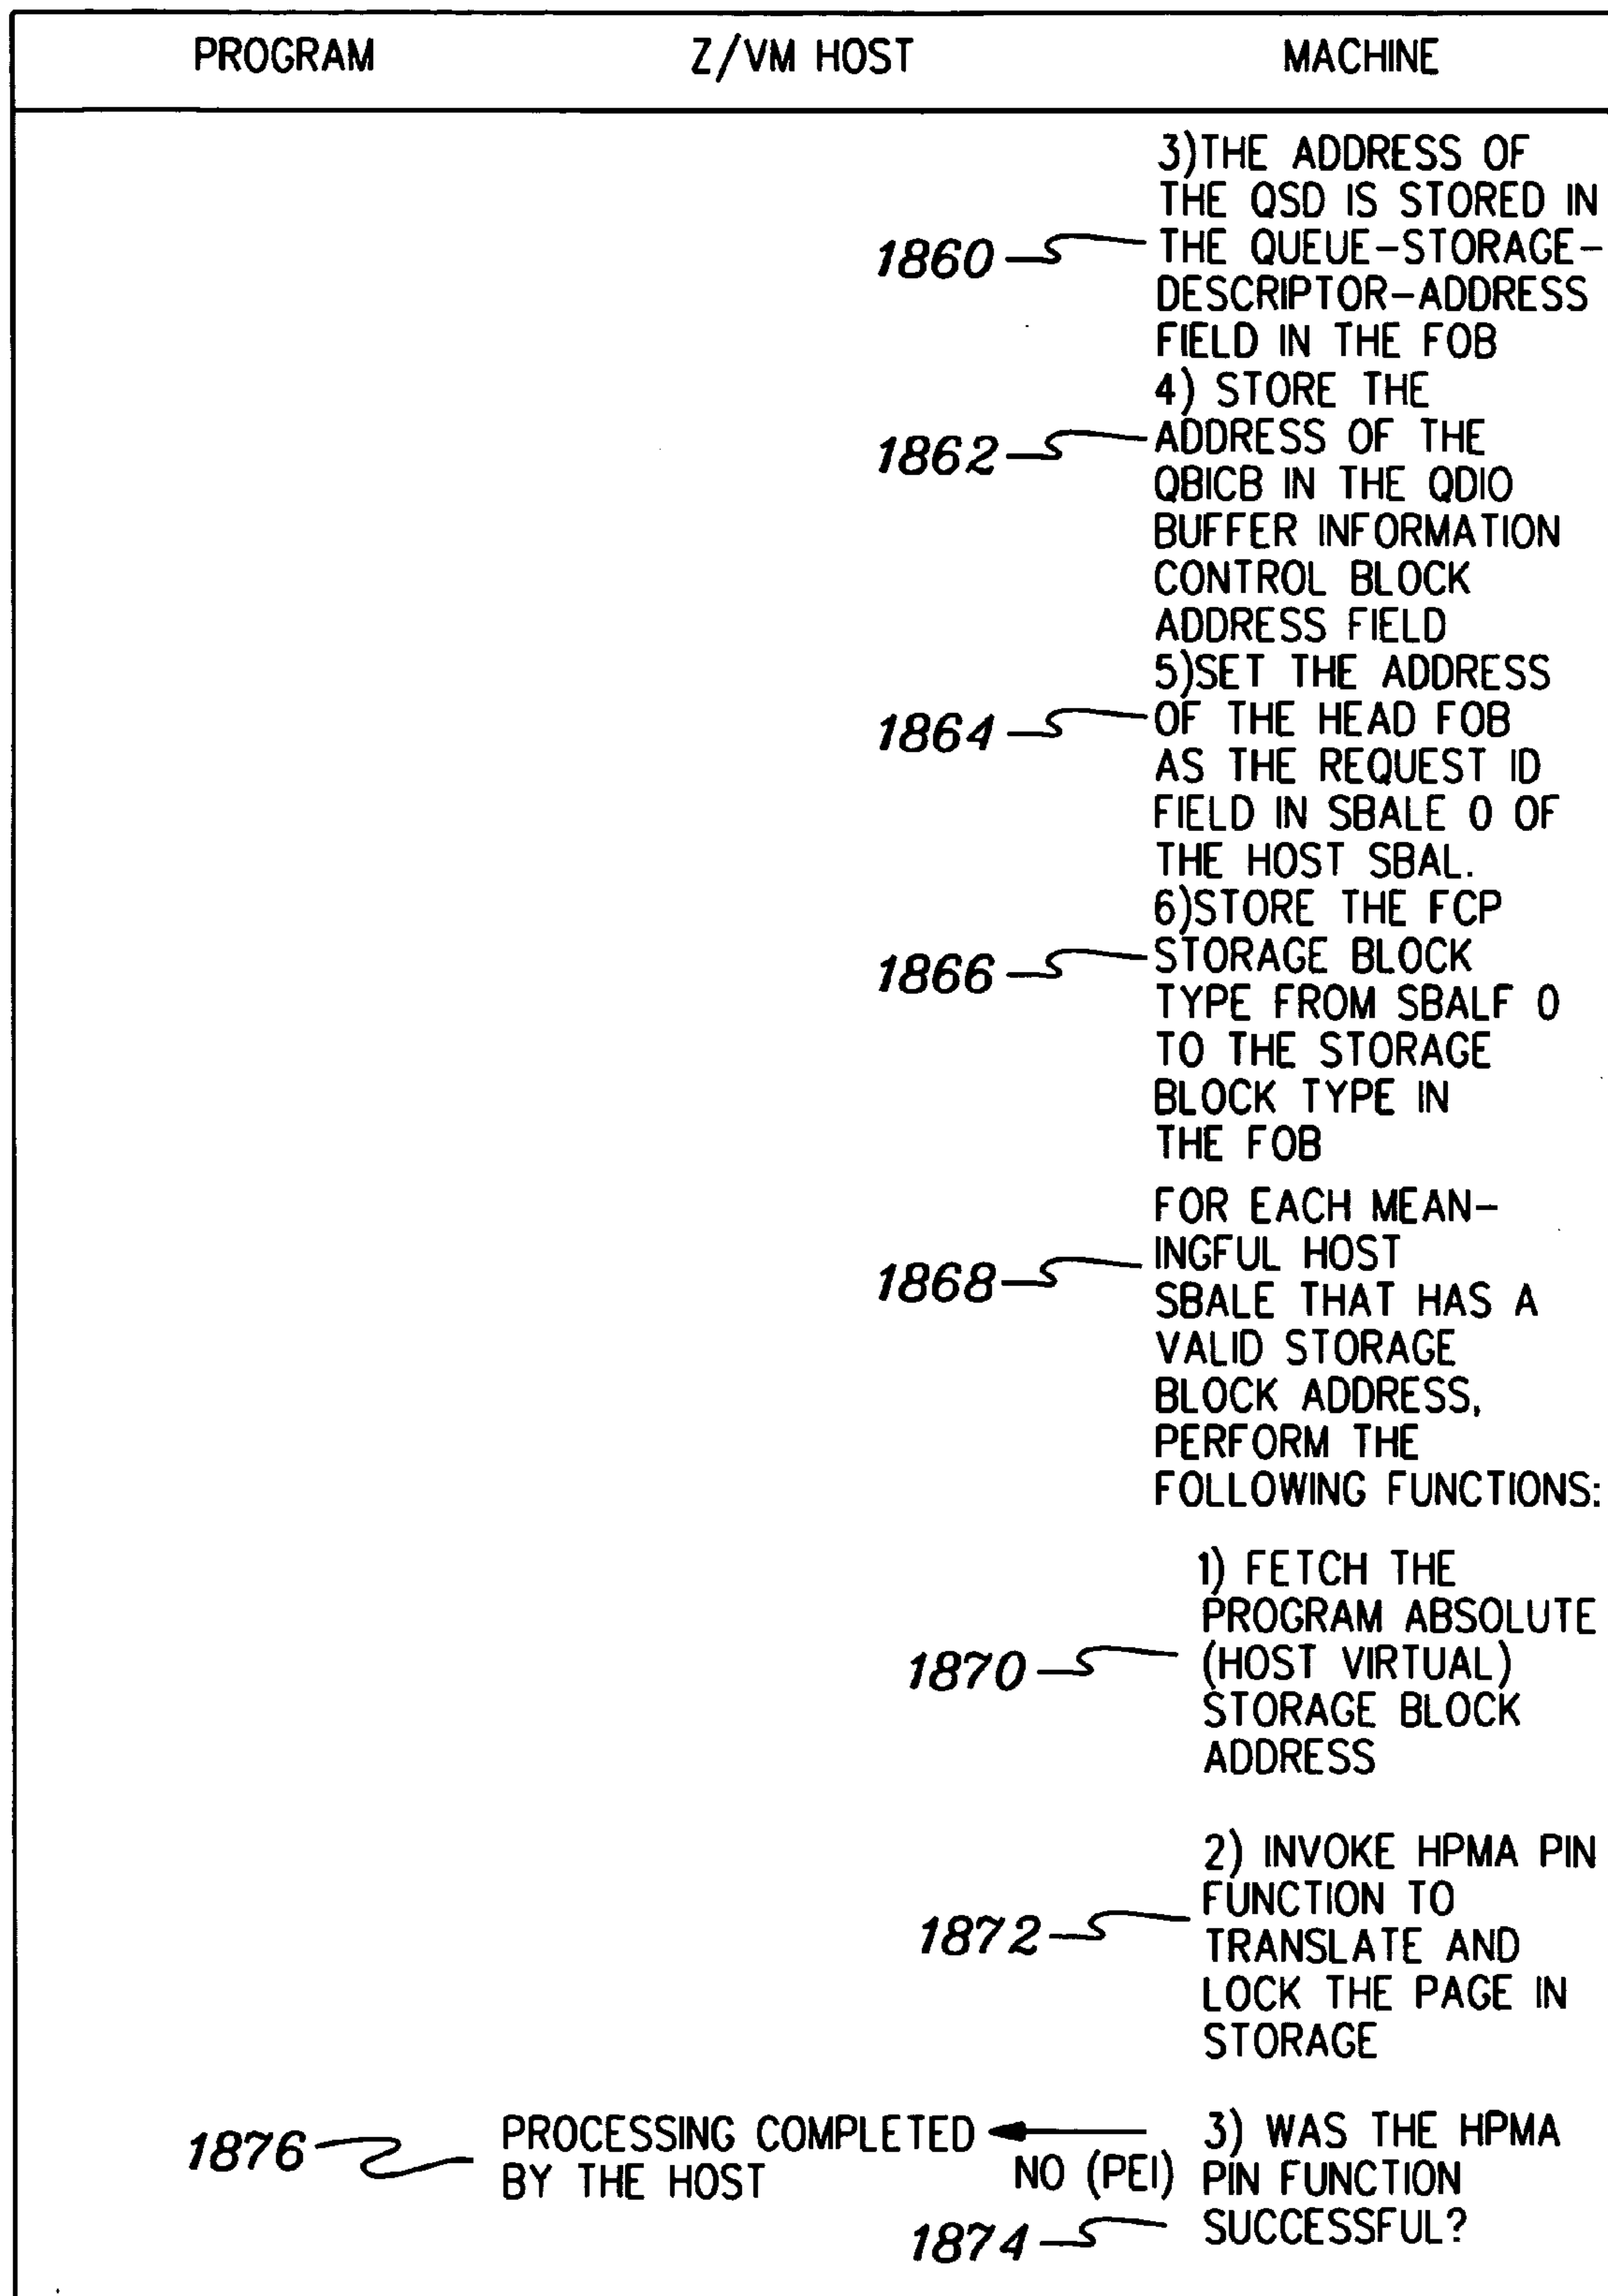 PROGRAM Z/VM HOST MACHINE
3)THE ADDRESS OF
THE QSD IS STORED IN
1860 THE QUEUE-STORAGE-
DESCRIPTOR-ADDRESS
FIELD IN THE FOB
4) STORE THE
1862 ADDRESS OF THE
QBICB IN THE QDIO
BUFFER INFORMATION
CONTROL BLOCK
ADDRESS FIELD
5)SET THE ADDRESS
1864 OF THE HEAD FOB
AS THE REQUEST ID
FIELD IN SBALE 0 OF
THE HOST SBAL.
6)STORE THE FCP
1866 STORAGE BLOCK
TYPE FROM SBALF 0
TO THE STORAGE
BLOCK TYPE IN
THE FOB
FOR EACH MEAN-
1868 INGFUL HOST
SBALE THAT HAS A
VALID STORAGE
BLOCK ADDRESS,
PERFORM THE
FOLLOWING FUNCTIONS:
1) FETCH THE
PROGRAM ABSOLUTE
1870 (HOST VIRTUAL)
STORAGE BLOCK
ADDRESS
2) INVOKE HPMA PIN
FUNCTION TO
1872 TRANSLATE AND
LOCK THE PAGE IN
STORAGE
1876 PROCESSING COMPLETED 3) WAS THE HPMA
BY THE HOST NO (PEI) PIN FUNCTION
1874 SUCCESSFUL?